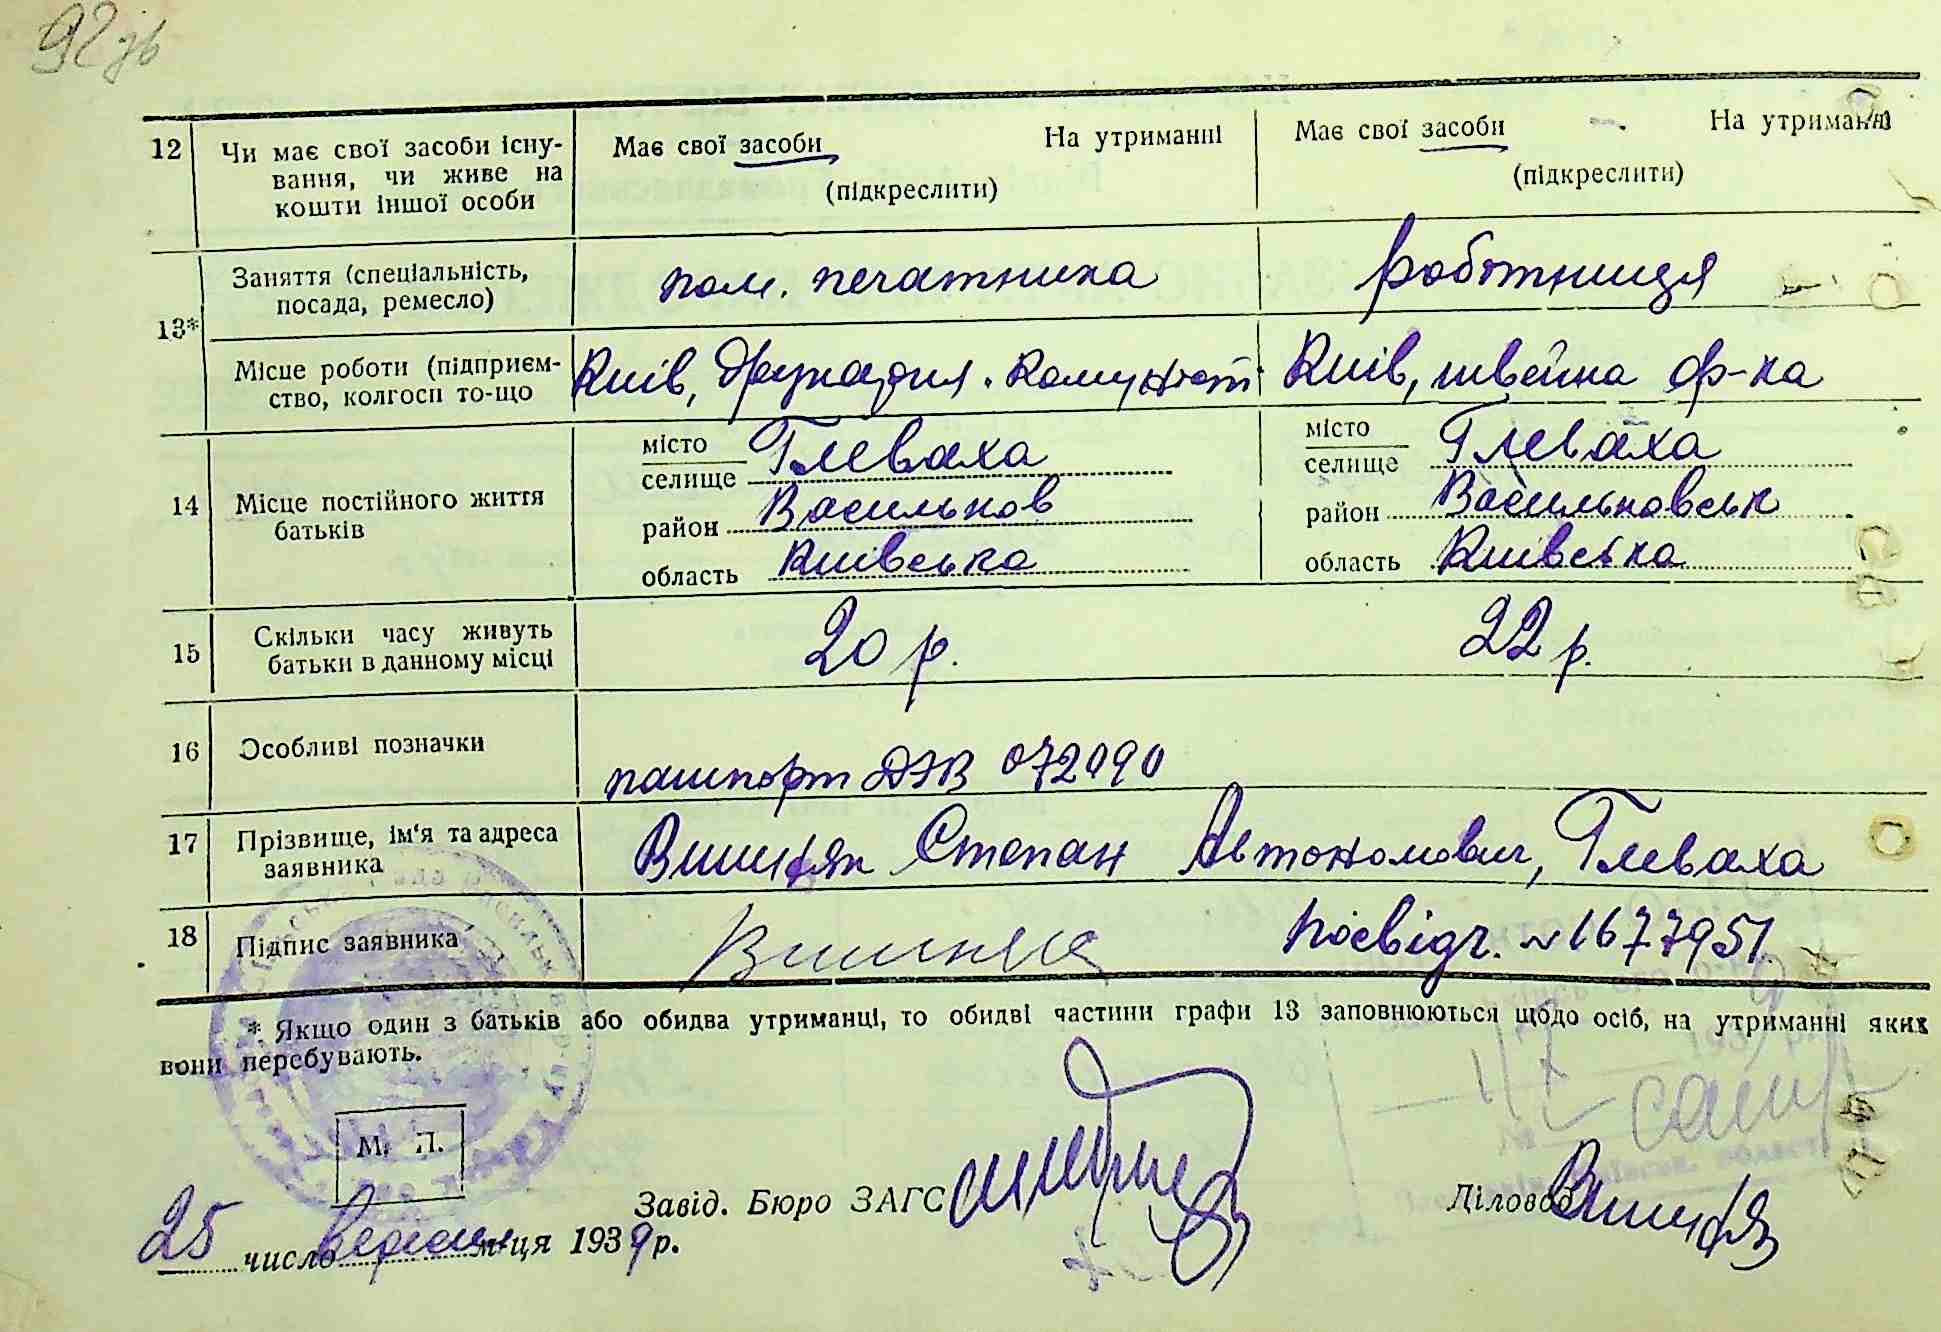 92 зв
12 Чи має свої засоби існування, чи живе на кошти іншої особи Має свої засоби На утриманні (підкреслити) Має свої засоби На утриманні (підкреслити)
13* Заняття (спеціальність, посада, ремесло) пом. печатника робітниця
Місце роботи (підприємство, колгосп то-що Київ, Київ, швейна ф-ка
14 Місце постійного життя батьків
місто селище Глеваха місто селище Глеваха
район Васильков район Васильковськ
область Київська область Київська
15 Скільки часу живуть батьки в данному місці 20 р. 22 р.
16 Особливі позначки пашпорт 072090
17 Прізвище, ім'я та адреса заявника Степан Автономович, Глеваха
18 Підпис заявника Посвідч. № 1677951
* Якщо один з батьків або обидва утриманці, то обидві частини графи 13 заповнюються щодо осіб, на утриманні яких
вони перебувають.
М. П.
Завід. Бюро ЗАГС Діловод
25 число вересня м-ця 1939 р.